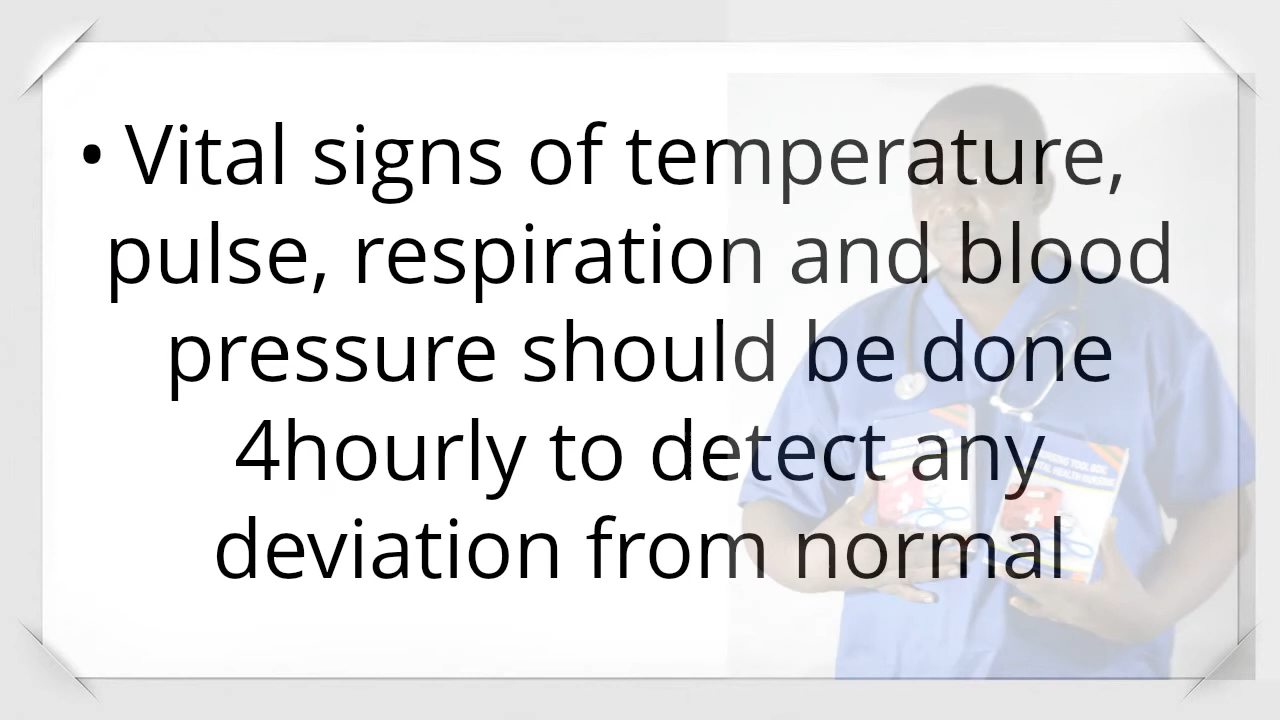 • Vital signs of temperature,
pulse, respiration and blood
pressure should be done
4hourly to detect any
deviation from normal